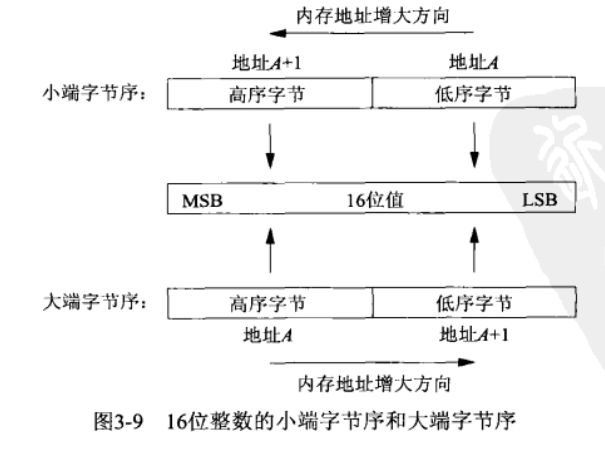 内存地址增大方向
地址A+1 地址A
小端字节序： 高序字节 低序字节
MSB 16位值 LSB
大端字节序： 高序字节 低序字节
地址A 地址A+1
内存地址增大方向
图3-9 16位整数的小端字节序和大端字节序